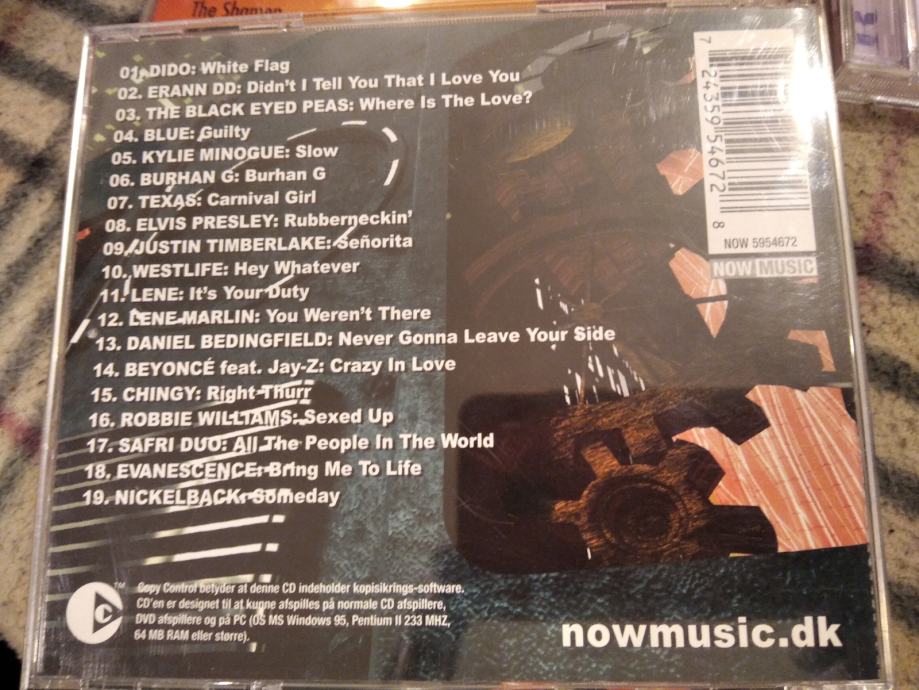 The Shaman
01. DIDO: White Flag
02. ERANN DD: Didn't I Tell You That I Love You
03. THE BLACK EYED PEAS: Where Is The Love?
04. BLUE: Guilty
05. KYLIE MINOGUE: Slow
06. BURHAN G: Burhan G
07. TEXAS: Carnival Girl
08. ELVIS PRESLEY: Rubberneckin'
09. JUSTIN TIMBERLAKE: Señorita
10. WESTLIFE: Hey Whatever
11. LENE: It's Your Duty
12. LENE MARLIN: You Weren't There
13. DANIEL BEDINGFIELD: Never Gonna Leave Your Side
14. BEYONCÉ feat. Jay-Z: Crazy In Love
15. CHINGY: Right Thurr
16. ROBBIE WILLIAMS: Sexed Up
17. SAFRI DUO: All The People In The World
18. EVANESCENCE: Bring Me To Life
19. NICKELBACK: Someday
7 24359 54672 8
NOW 5954672
NOW MUSIC
C TM
Copy Control betyder at denne CD indeholder kopisikrings-software.
CD'en er designet til at kunne afspilles på normale CD afspillere,
DVD afspillere og på PC (OS MS Windows 95, Pentium II 233 MHZ,
64 MB RAM eller større).
nowmusic.dk